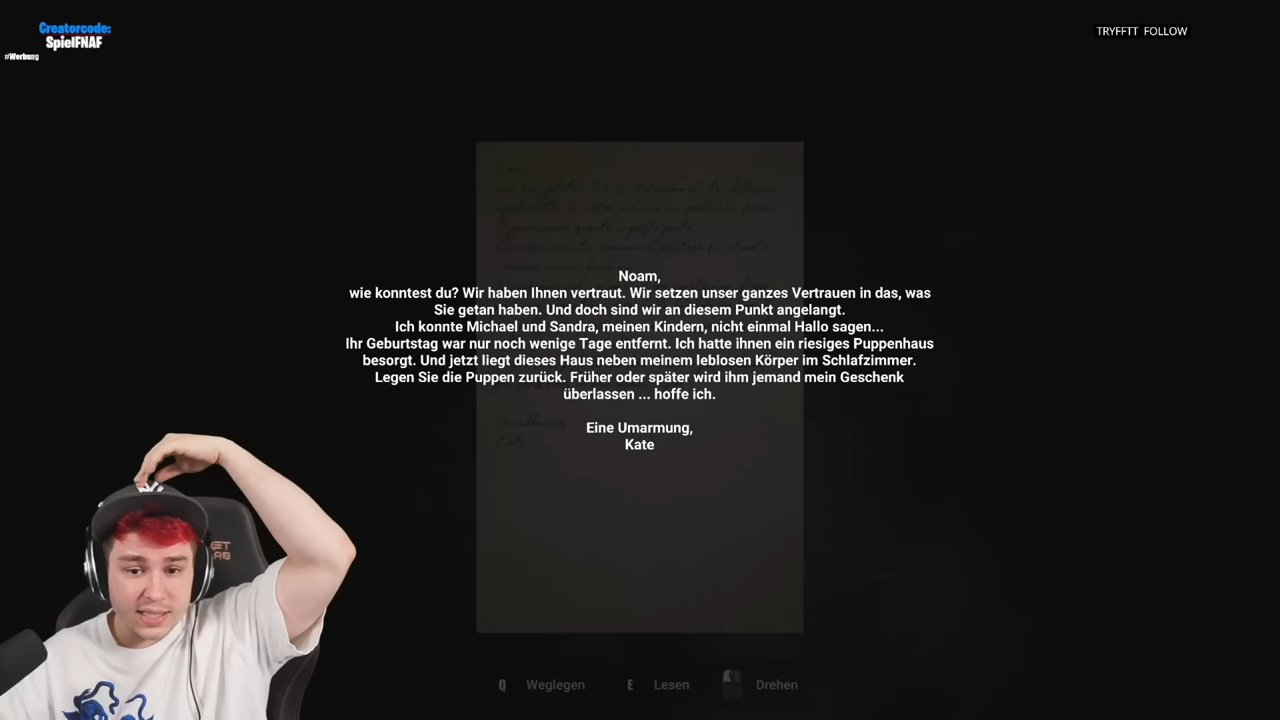 Creatorcode:
SpielFNAF
#Werbung
TRYFFTT FOLLOW
Noam,
wie konntest du? Wir haben Ihnen vertraut. Wir setzen unser ganzes Vertrauen in das, was
Sie getan haben. Und doch sind wir an diesem Punkt angelangt.
Ich konnte Michael und Sandra, meinen Kindern, nicht einmal Hallo sagen...
Ihr Geburtstag war nur noch wenige Tage entfernt. Ich hatte ihnen ein riesiges Puppenhaus
besorgt. Und jetzt liegt dieses Haus neben meinem leblosen Körper im Schlafzimmer.
Legen Sie die Puppen zurück. Früher oder später wird ihm jemand mein Geschenk
überlassen ... hoffe ich.
Eine Umarmung,
Kate
Q Weglegen E Lesen Drehen